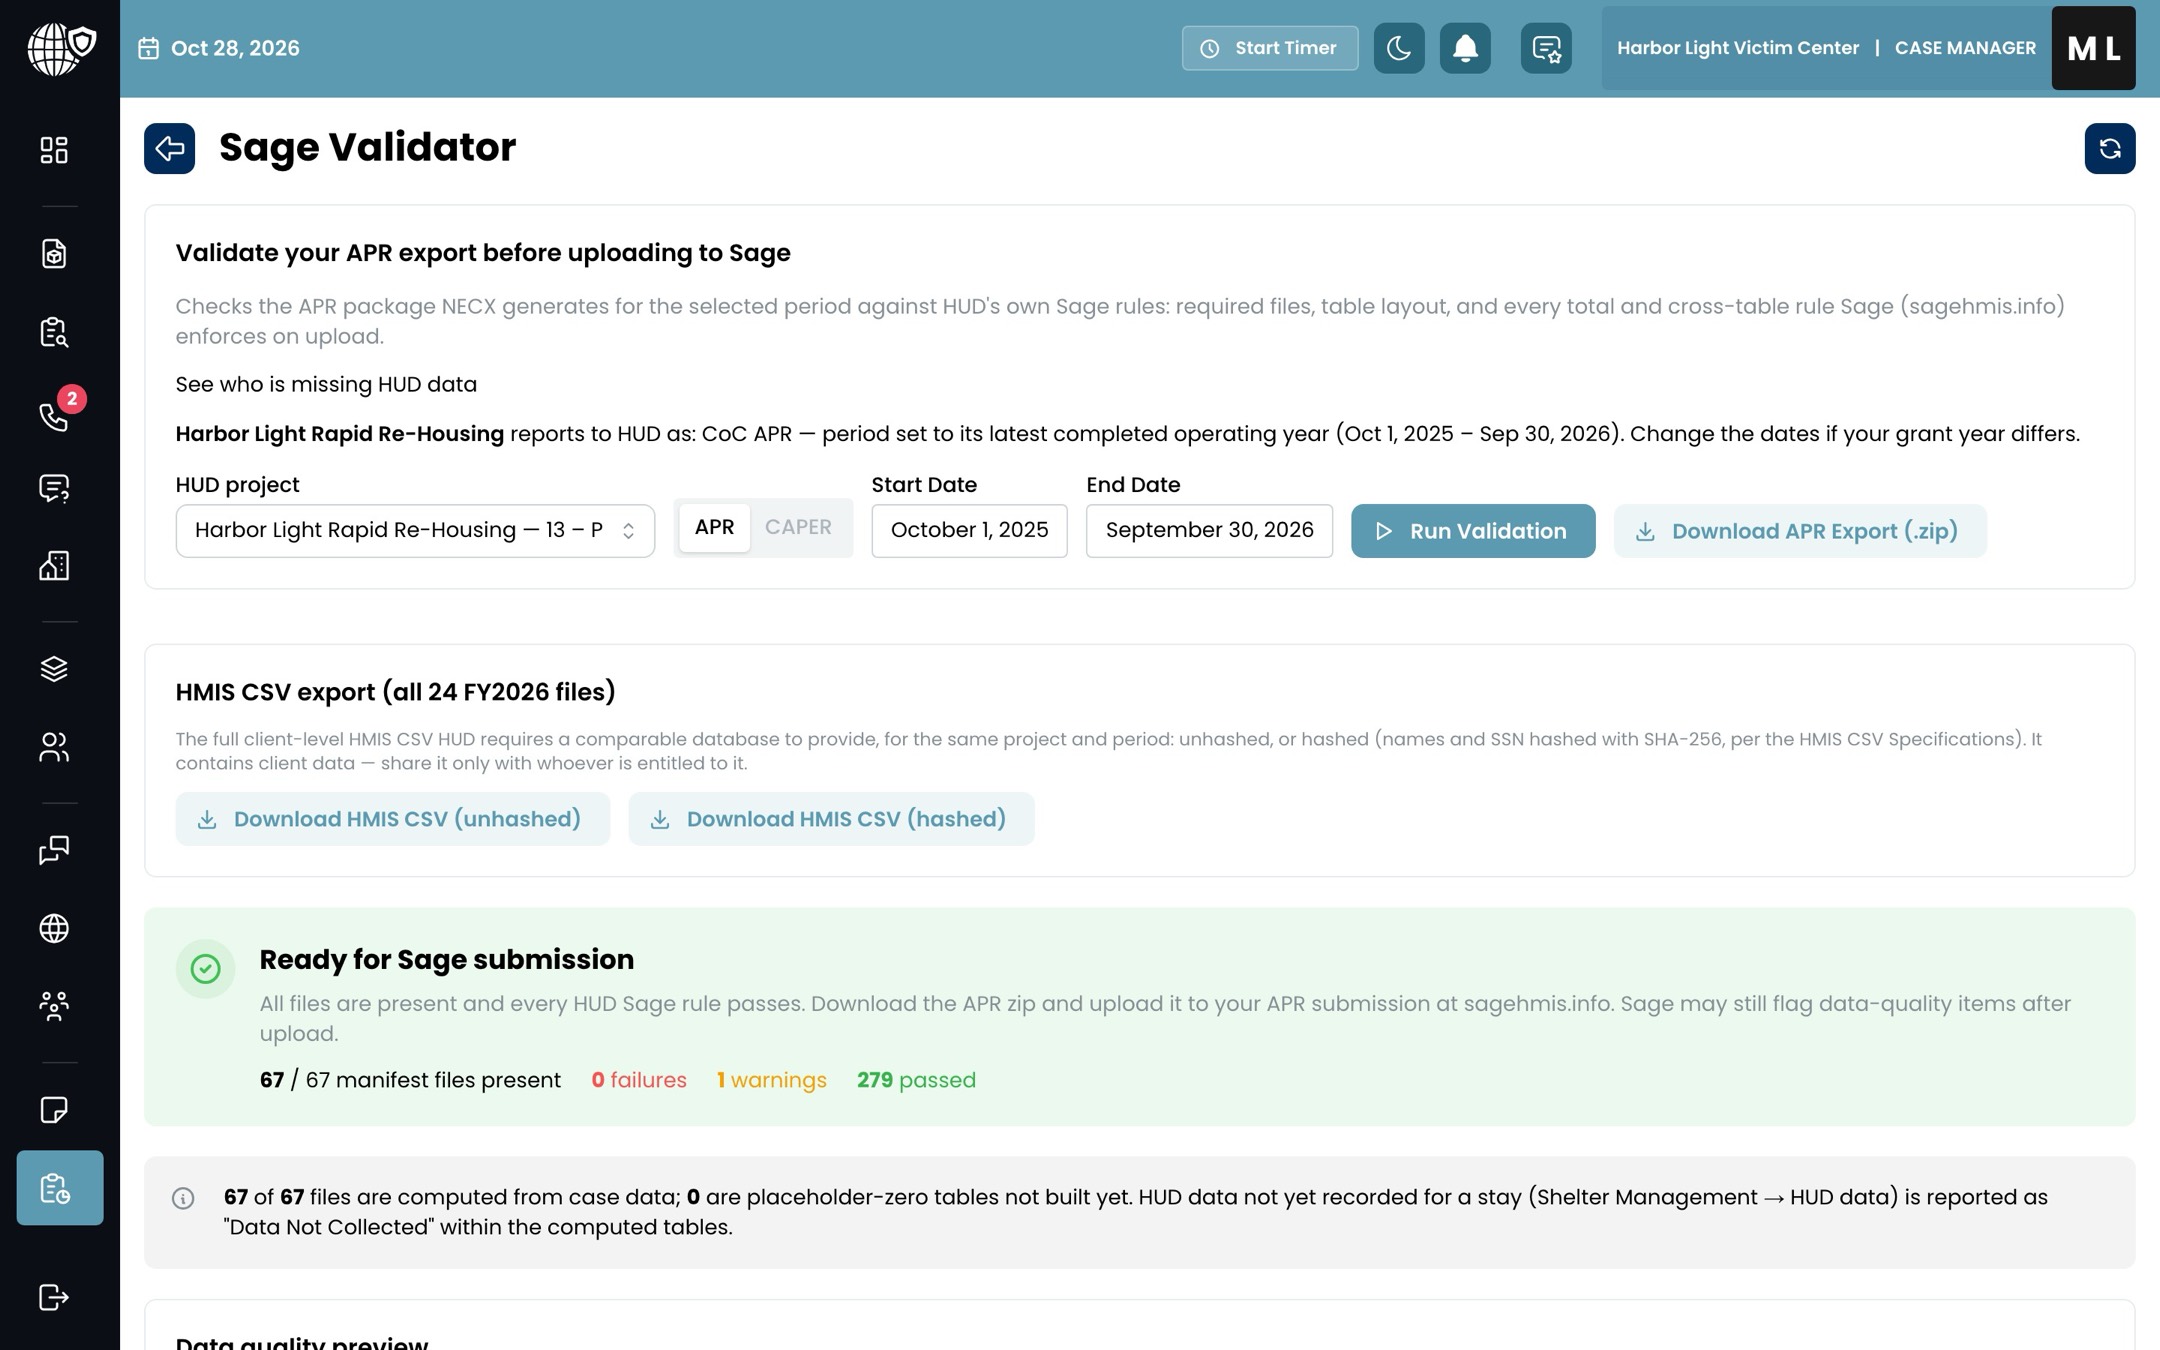 Oct 28, 2026
Start Timer
Harbor Light Victim Center | CASE MANAGER
M L
2
Sage Validator
Validate your APR export before uploading to Sage
Checks the APR package NECX generates for the selected period against HUD's own Sage rules: required files, table layout, and every total and cross-table rule Sage (sagehmis.info)
enforces on upload.
See who is missing HUD data
Harbor Light Rapid Re-Housing reports to HUD as: CoC APR — period set to its latest completed operating year (Oct 1, 2025 – Sep 30, 2026). Change the dates if your grant year differs.
HUD project
Start Date
End Date
Harbor Light Rapid Re-Housing — 13 – P
APR
CAPER
October 1, 2025
September 30, 2026
Run Validation
Download APR Export (.zip)
HMIS CSV export (all 24 FY2026 files)
The full client-level HMIS CSV HUD requires a comparable database to provide, for the same project and period: unhashed, or hashed (names and SSN hashed with SHA-256, per the HMIS CSV Specifications). It
contains client data — share it only with whoever is entitled to it.
Download HMIS CSV (unhashed)
Download HMIS CSV (hashed)
Ready for Sage submission
All files are present and every HUD Sage rule passes. Download the APR zip and upload it to your APR submission at sagehmis.info. Sage may still flag data-quality items after
upload.
67 / 67 manifest files present
0 failures
1 warnings
279 passed
67 of 67 files are computed from case data; 0 are placeholder-zero tables not built yet. HUD data not yet recorded for a stay (Shelter Management → HUD data) is reported as
"Data Not Collected" within the computed tables.
Data quality preview